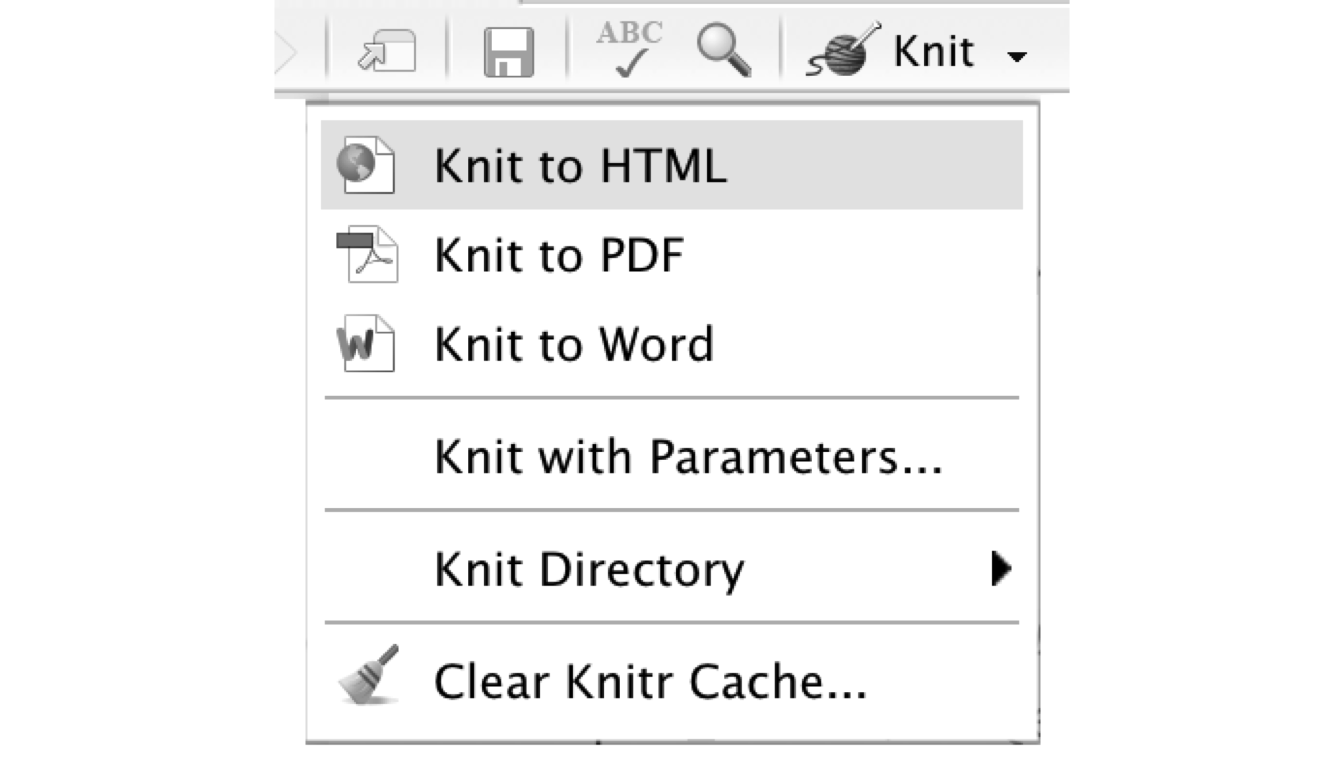 ABC
Knit
Knit to HTML
Knit to PDF
W Knit to Word
Knit with Parameters...
Knit Directory
Clear Knitr Cache...